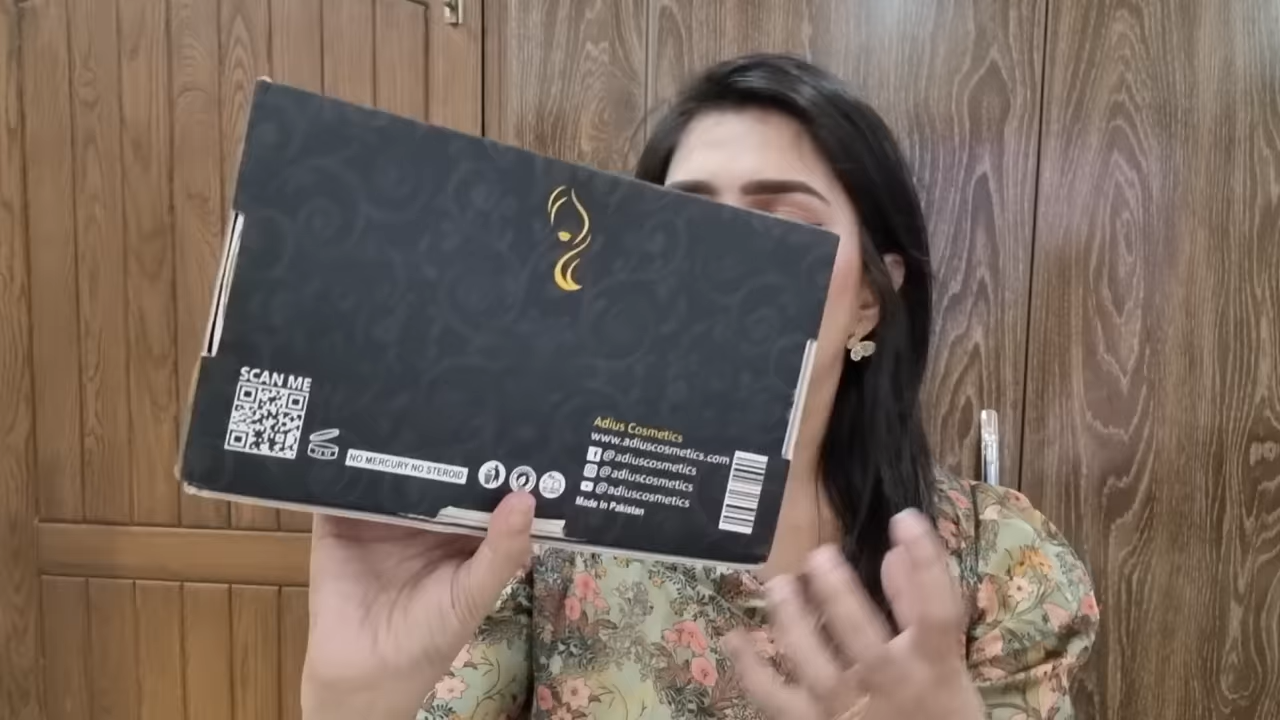 SCAN ME
NO MERCURY NO STEROID
Adius Cosmetics
www.adiuscosmetics.com
@adiuscosmetics
@adiuscosmetics
@adiuscosmetics
Made In Pakistan